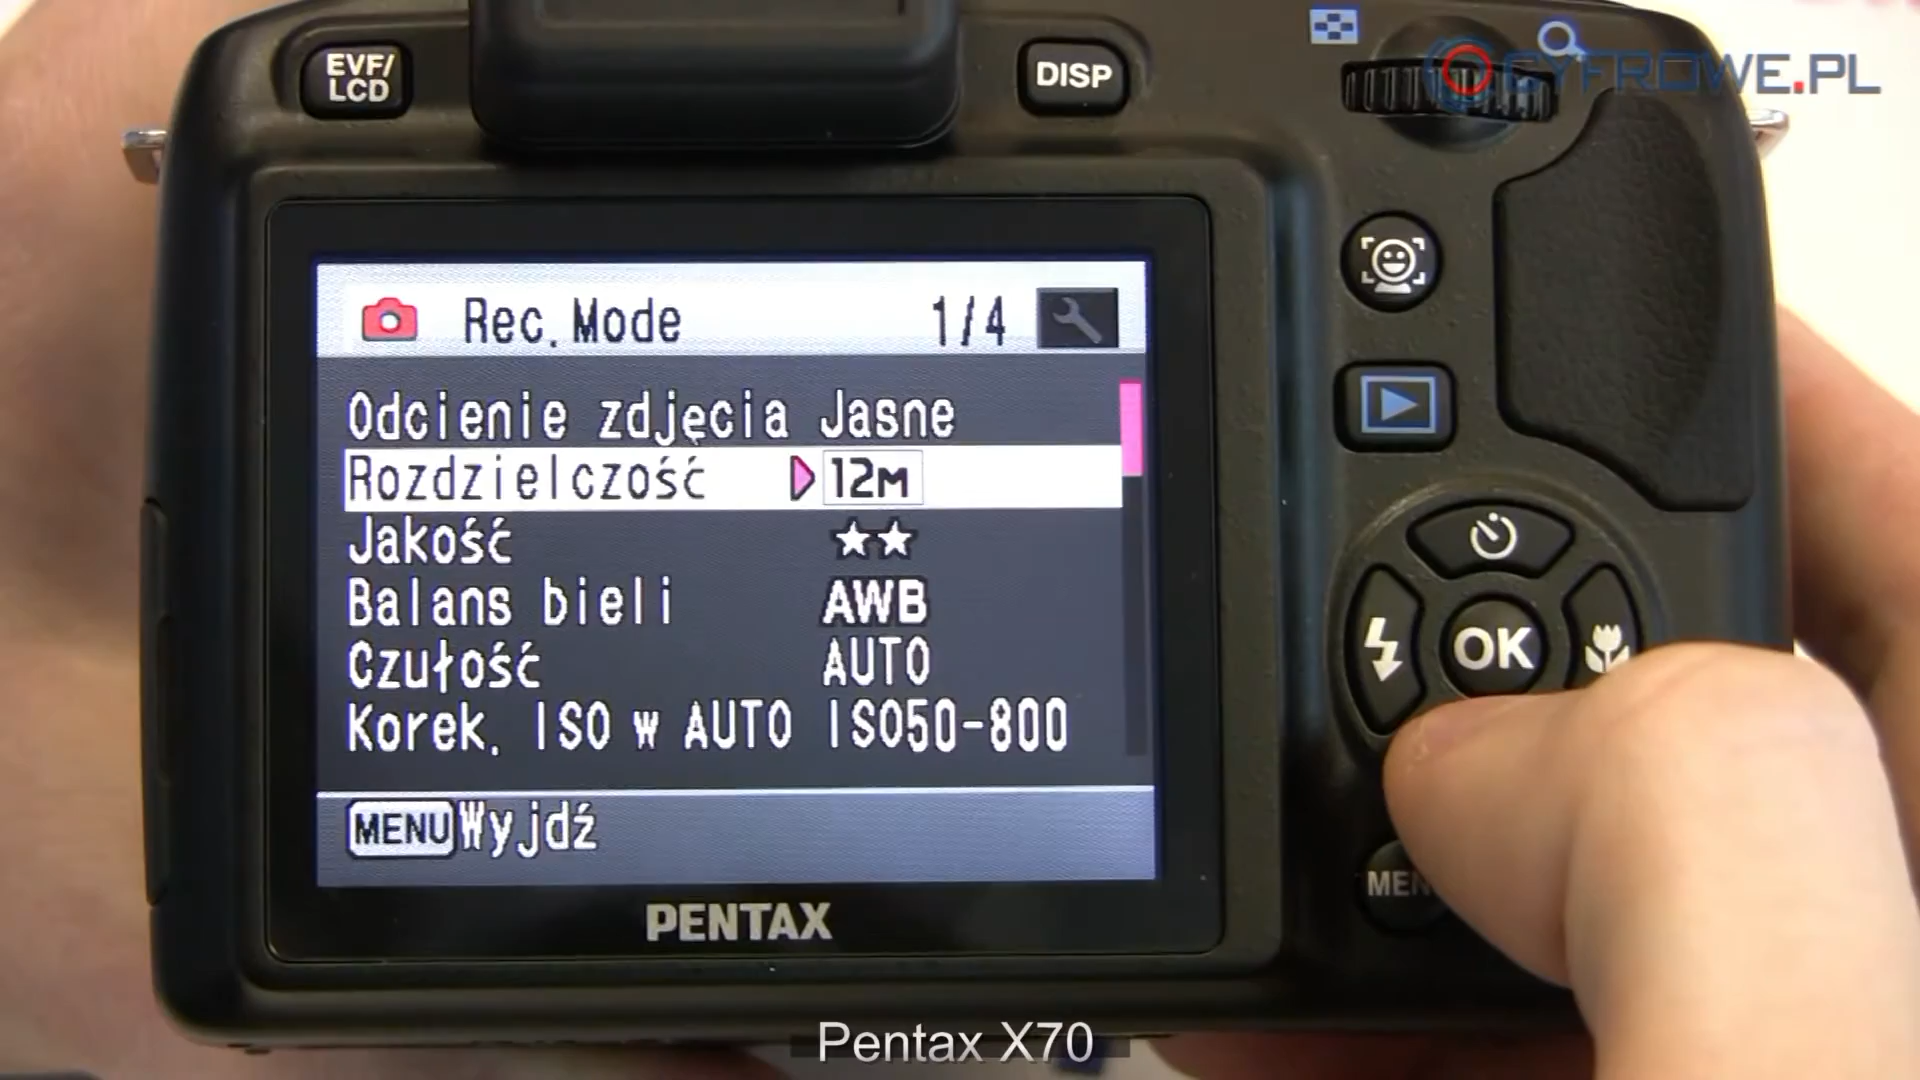 EVF/
LCD
DISP
CYFROWE.PL
Rec.Mode 1/4
Odcienie zdjęcia Jasne
Rozdzielczość 12M
Jakość ★★
Balans bieli AWB
Czułość AUTO
Korek. ISO w AUTO ISO50-800
MENU Wyjdź
OK
MEN
PENTAX
Pentax X70